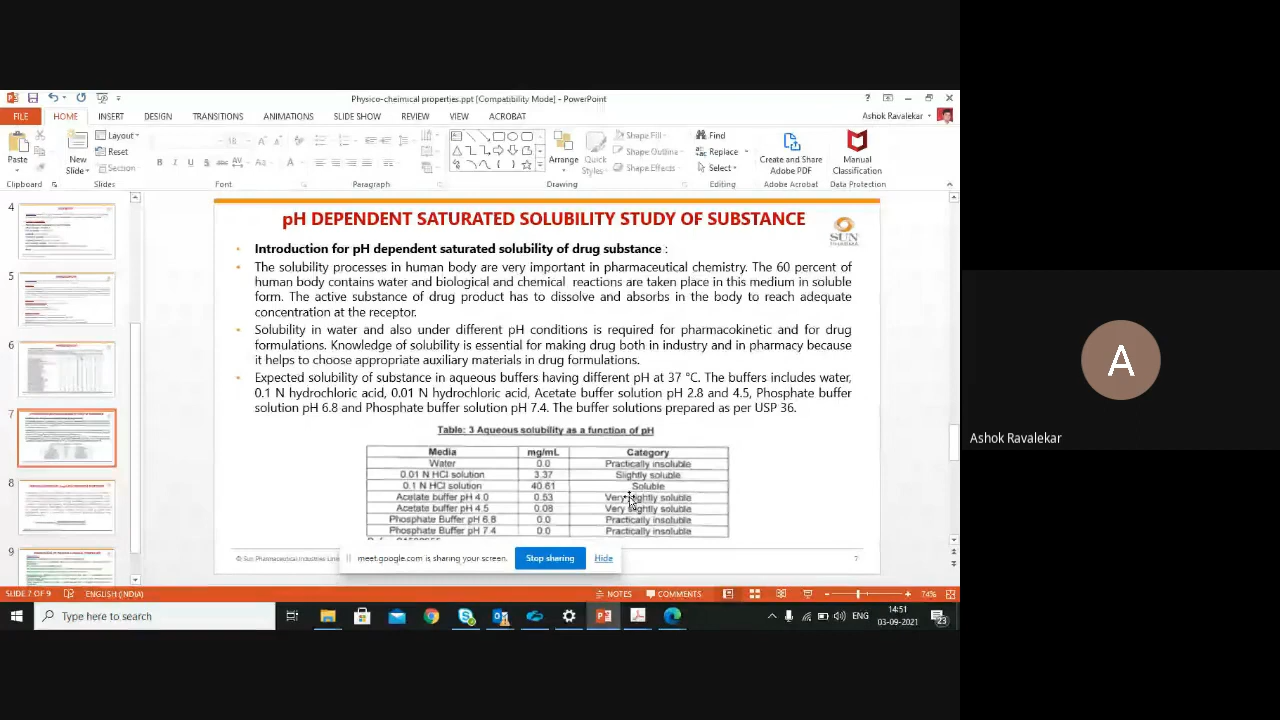 Physico-cheimical properties.ppt [Compatibility Mode] - PowerPoint
FILE HOME INSERT DESIGN TRANSITIONS ANIMATIONS SLIDE SHOW REVIEW VIEW ACROBAT
Ashok Ravalekar
Paste
New Slide
Layout
Reset
Section
18
Arrange
Quick Styles
Shape Fill
Shape Outline
Shape Effects
Find
Replace
Select
Create and Share Adobe PDF
Manual Classification
Clipboard Slides Font Paragraph Drawing Editing Adobe Acrobat Data Protection
4
5
6
7
8
9
pH DEPENDENT SATURATED SOLUBILITY STUDY OF SUBSTANCE
SUN
• Introduction for pH dependent saturated solubility of drug substance :
• The solubility processes in human body are very important in pharmaceutical chemistry. The 60 percent of
human body contains water and biological and chemical reactions are taken place in this medium in soluble
form. The active substance of drug product has to dissolve and absorbs in the body to reach adequate
concentration at the receptor.
• Solubility in water and also under different pH conditions is required for pharmacokinetic and for drug
formulations. Knowledge of solubility is essential for making drug both in industry and in pharmacy because
it helps to choose appropriate auxiliary materials in drug formulations.
• Expected solubility of substance in aqueous buffers having different pH at 37 °C. The buffers includes water,
0.1 N hydrochloric acid, 0.01 N hydrochloric acid, Acetate buffer solution pH 2.8 and 4.5, Phosphate buffer
solution pH 6.8 and Phosphate buffer solution pH 7.4. The buffer solutions prepared as per USP 36.
Table: 3 Aqueous solubility as a function of pH
Media mg/mL Category
Water 0.0 Practically insoluble
0.01 N HCl solution 3.37 Slightly soluble
0.1 N HCl solution 40.61 Soluble
Acetate buffer pH 4.0 0.53 Very slightly soluble
Acetate buffer pH 4.5 0.08 Very slightly soluble
Phosphate Buffer pH 6.8 0.0 Practically insoluble
Phosphate Buffer pH 7.4 0.0 Practically insoluble
© Sun Pharmaceutical Industries
7
meet.google.com is sharing your screen. Stop sharing Hide
SLIDE 7 OF 9 ENGLISH (INDIA) NOTES COMMENTS 74%
Type here to search
ENG
14:51
03-09-2021
23
A
Ashok Ravalekar